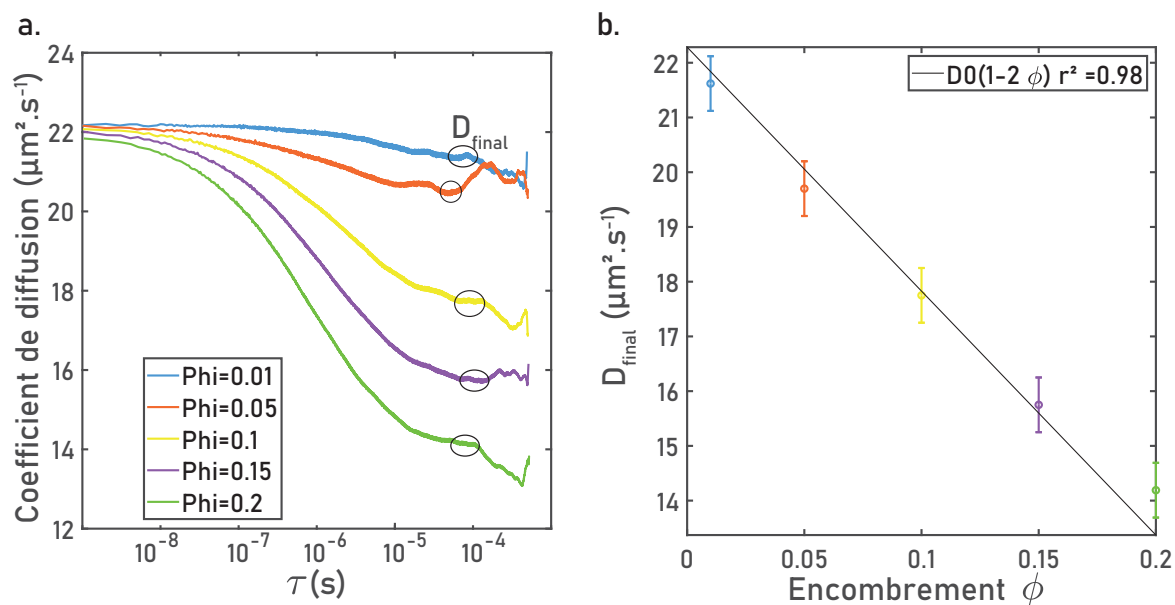 a.
24
22
20
18
16
14
12
Coefficient de diffusion (µm².s⁻¹)
D_final
Phi=0.01
Phi=0.05
Phi=0.1
Phi=0.15
Phi=0.2
10⁻⁸ 10⁻⁷ 10⁻⁶ 10⁻⁵ 10⁻⁴
τ(s)
b.
22
21
20
19
18
17
16
15
14
D_final (µm².s⁻¹)
D0(1-2 ϕ) r² =0.98
0 0.05 0.1 0.15 0.2
Encombrement ϕ